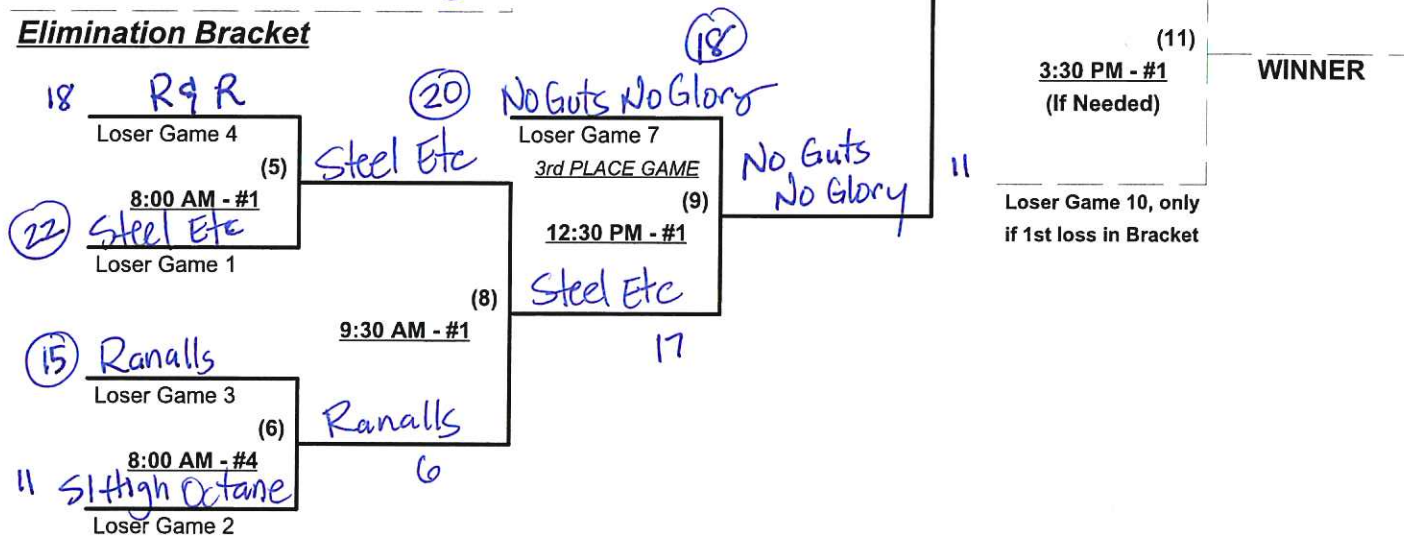 Elimination Bracket
18
(11)
3:30 PM - #1
WINNER
(If Needed)
18 R & R
20
No Guts No Glory
Loser Game 4
Loser Game 7
(5)
Steel Etc
3rd PLACE GAME
No Guts
No Glory
11
8:00 AM - #1
(9)
22 Steel Etc
12:30 PM - #1
Loser Game 10, only
if 1st loss in Bracket
Loser Game 1
(8)
Steel Etc
9:30 AM - #1
17
15 Ranalls
Loser Game 3
(6)
Ranalls
8:00 AM - #4
6
11 SI High Octane
Loser Game 2